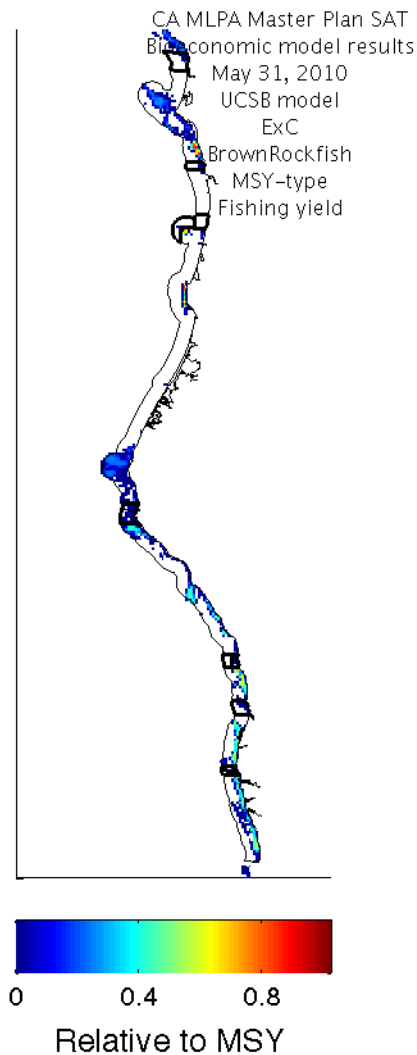 CA MLPA Master Plan SAT
Bioeconomic model results
May 31, 2010
UCSB model
ExC
BrownRockfish
MSY-type
Fishing yield
0 0.4 0.8
Relative to MSY